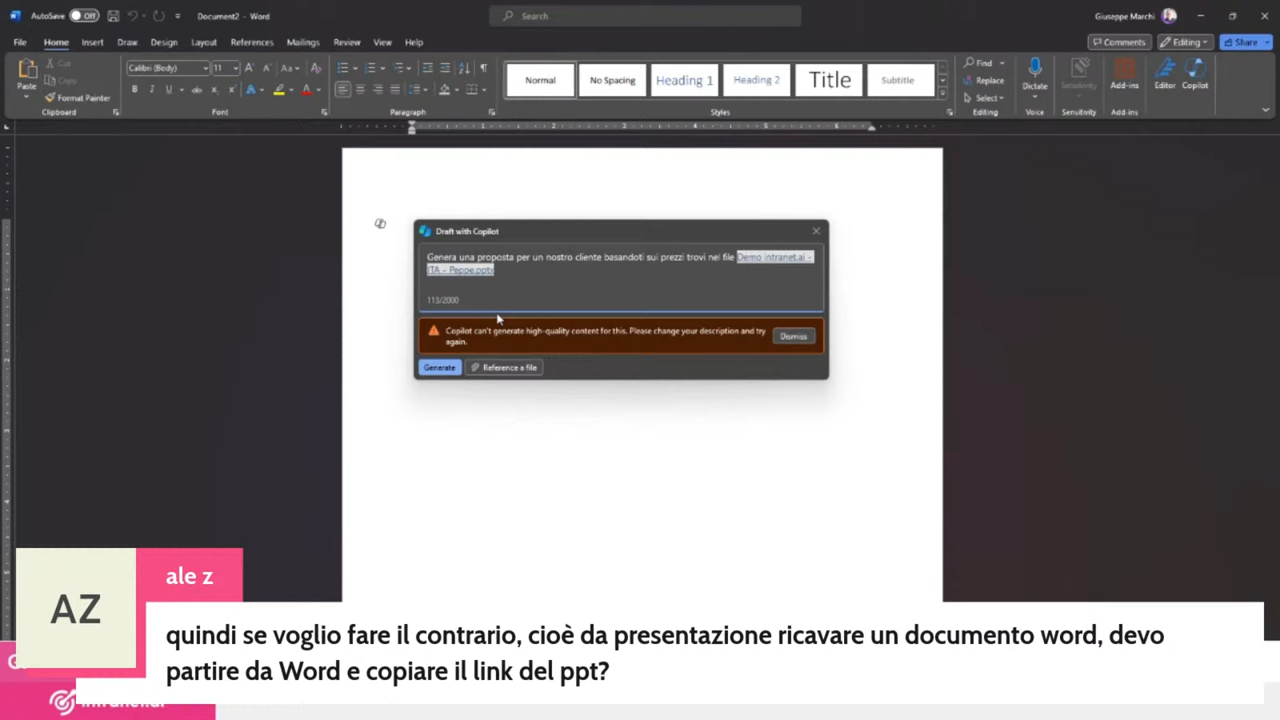 AutoSave Off Document2 - Word Search Giuseppe Marchi
File Home Insert Draw Design Layout References Mailings Review View Help Comments Editing Share
Paste Cut Copy Format Painter
Calibri (Body) 11
Normal No Spacing Heading 1 Heading 2 Title Subtitle
Find Replace Select
Dictate Sensitivity Add-ins Editor Copilot
Clipboard Font Paragraph Styles Editing Voice Sensitivity Add-ins
Draft with Copilot
Genera una proposta per un nostro cliente basandoti sui prezzi trovi nel file Demo intranet.ai -
ITA - Peppe.pptx
113/2000
Copilot can't generate high-quality content for this. Please change your description and try
again.
Dismiss
Generate Reference a file
AZ
ale z
quindi se voglio fare il contrario, cioè da presentazione ricavare un documento word, devo
partire da Word e copiare il link del ppt?